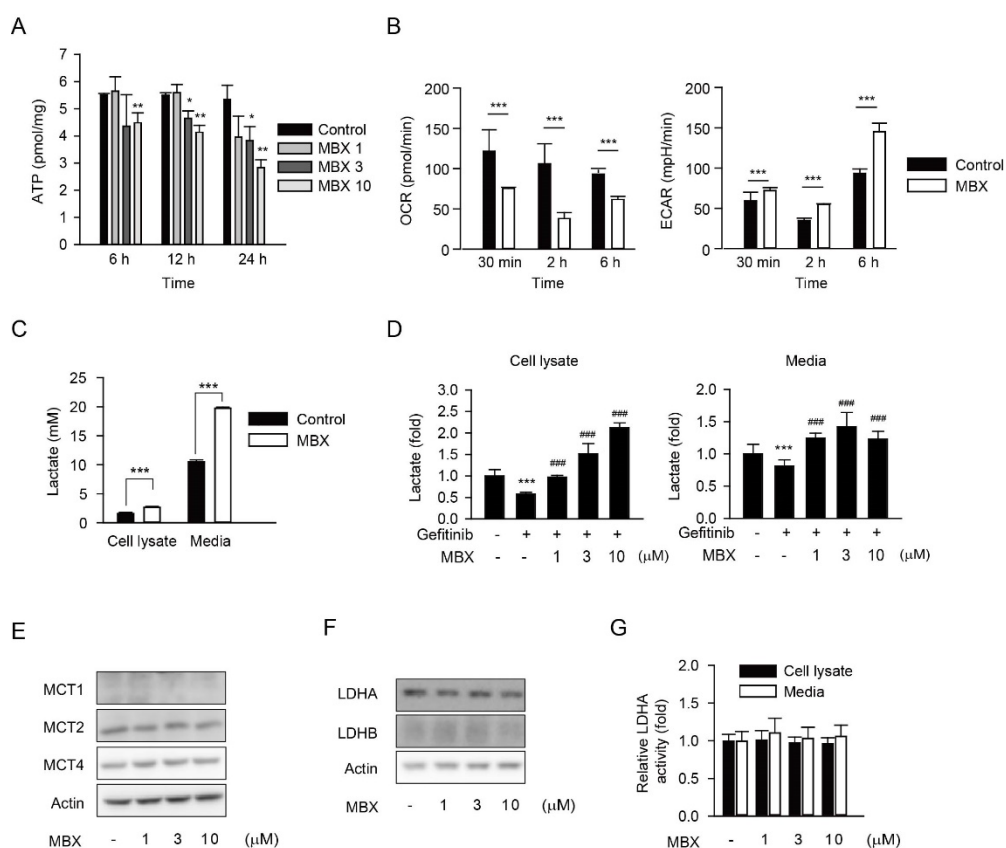 A
7
6
5
4
3
2
1
0
ATP (pmol/mg)
**
*
**
*
**
6 h 12 h 24 h
Time
Control
MBX 1
MBX 3
MBX 10
B
200
150
100
50
0
OCR (pmol/min)
*** *** ***
30 min 2 h 6 h
Time
200
150
100
50
0
ECAR (mpH/min)
*** *** ***
30 min 2 h 6 h
Time
Control
MBX
C
25
20
15
10
5
0
Lactate (mM)
*** ***
Cell lysate Media
Control
MBX
D
Cell lysate
3.0
2.5
2.0
1.5
1.0
0.5
0.0
Lactate (fold)
*** ### ### ###
Gefitinib - + + + +
MBX - - 1 3 10 (μM)
Media
2.0
1.5
1.0
0.5
0.0
Lactate (fold)
*** ### ### ###
Gefitinib - + + + +
MBX - - 1 3 10 (μM)
E
MCT1
MCT2
MCT4
Actin
MBX - 1 3 10 (μM)
F
LDHA
LDHB
Actin
MBX - 1 3 10 (μM)
G
2.0
1.5
1.0
0.5
0.0
Relative LDHA
activity (fold)
Cell lysate
Media
MBX - 1 3 10 (μM)